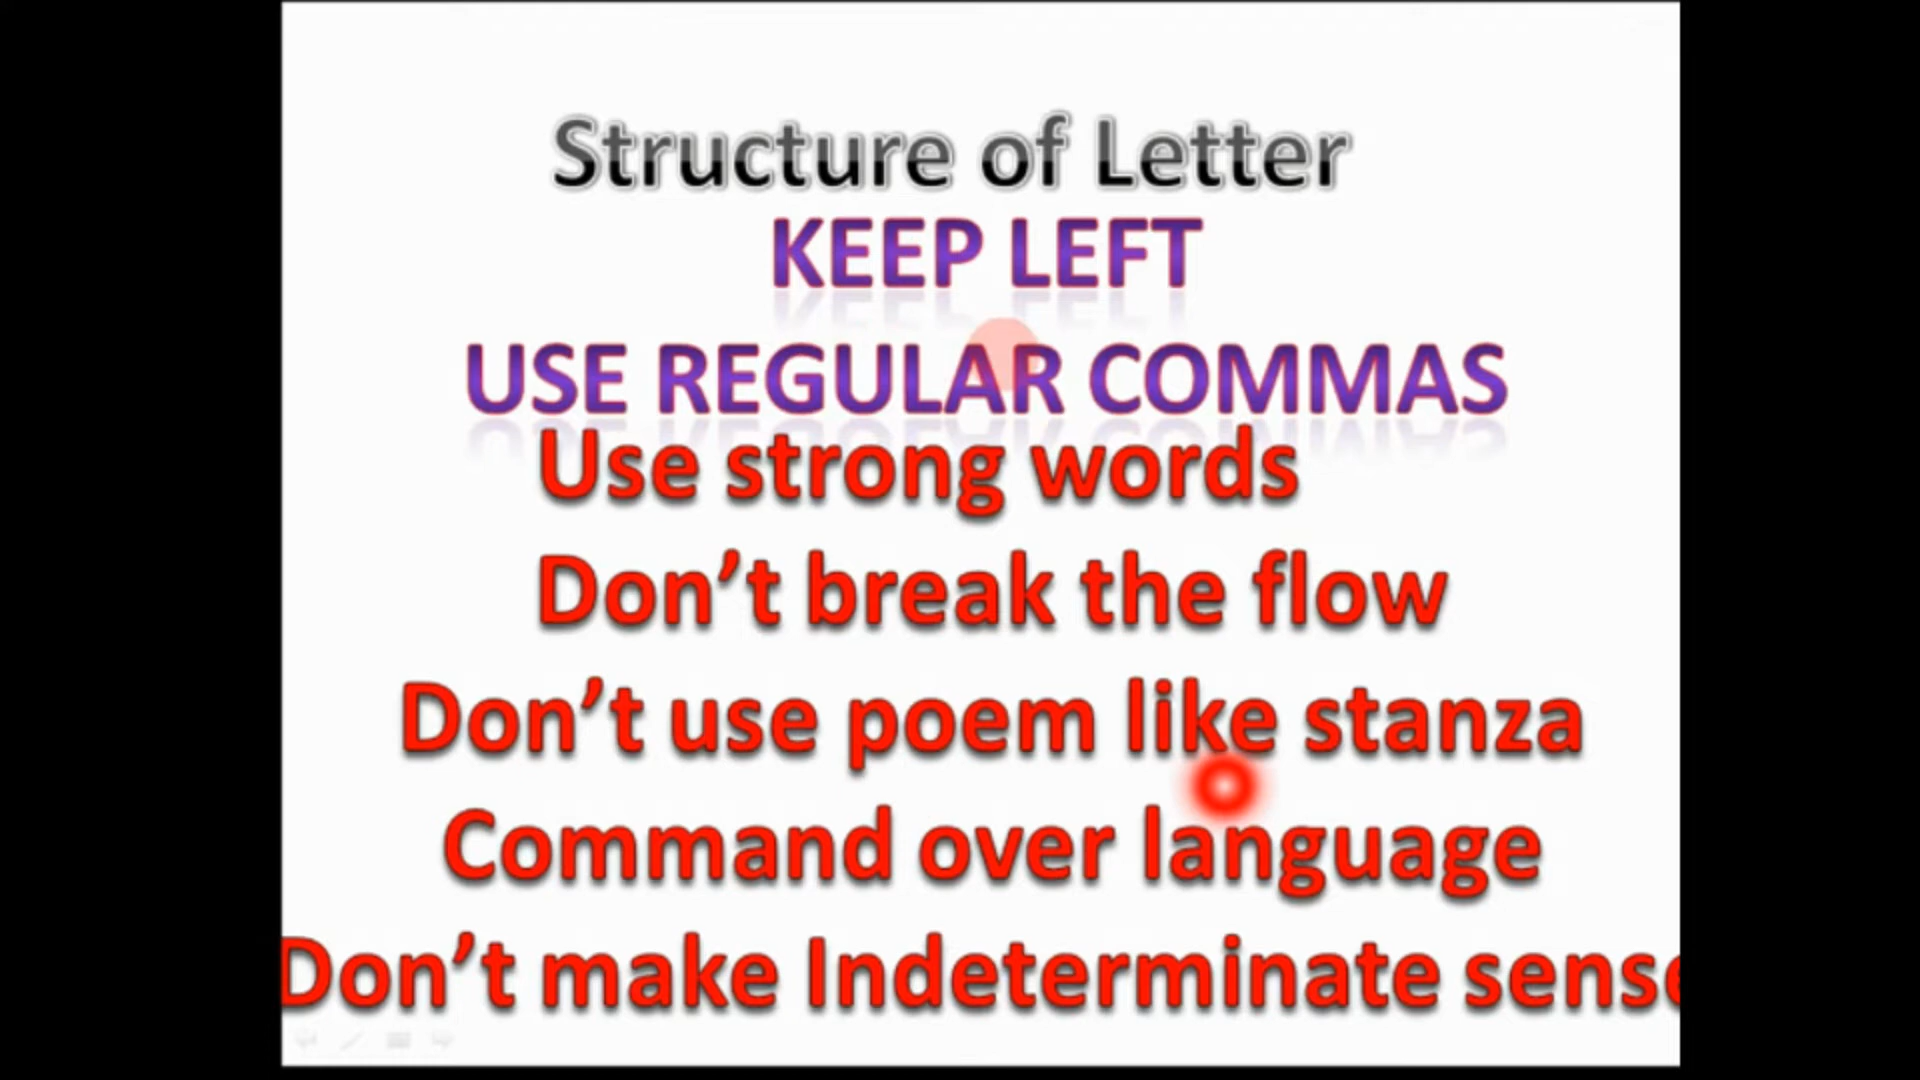 Structure of Letter
KEEP LEFT
USE REGULAR COMMAS
Use strong words
Don’t break the flow
Don’t use poem like stanza
Command over language
Don’t make Indeterminate sense